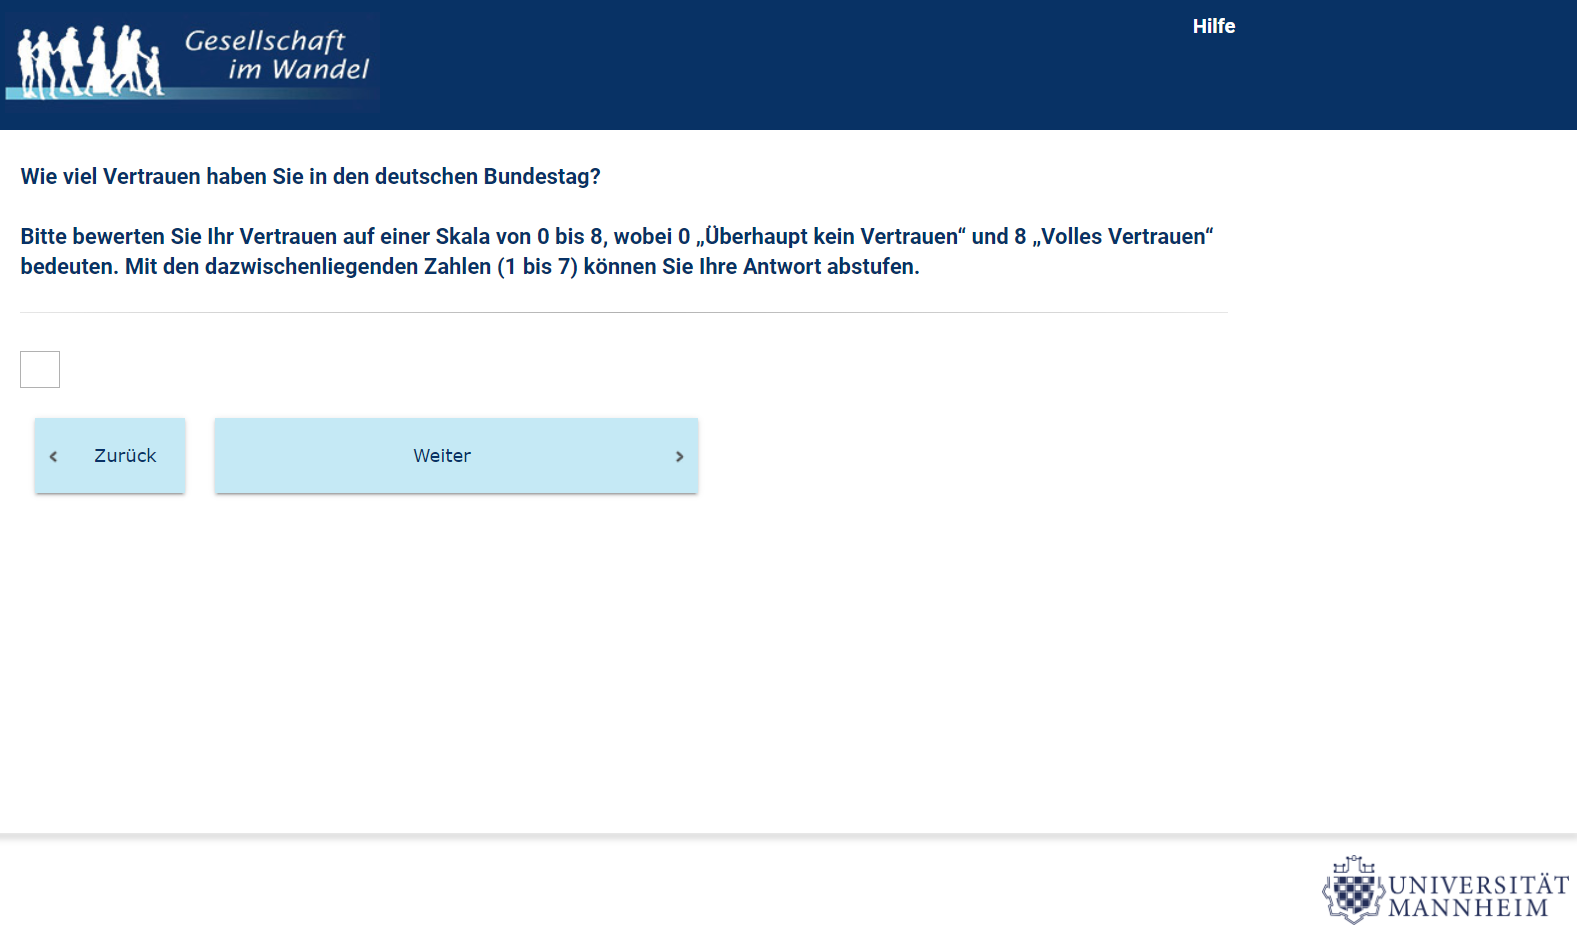 Gesellschaft
im Wandel
Hilfe
Wie viel Vertrauen haben Sie in den deutschen Bundestag?
Bitte bewerten Sie Ihr Vertrauen auf einer Skala von 0 bis 8, wobei 0 „Überhaupt kein Vertrauen“ und 8 „Volles Vertrauen“
bedeuten. Mit den dazwischenliegenden Zahlen (1 bis 7) können Sie Ihre Antwort abstufen.
Zurück
Weiter
UNIVERSITÄT
MANNHEIM